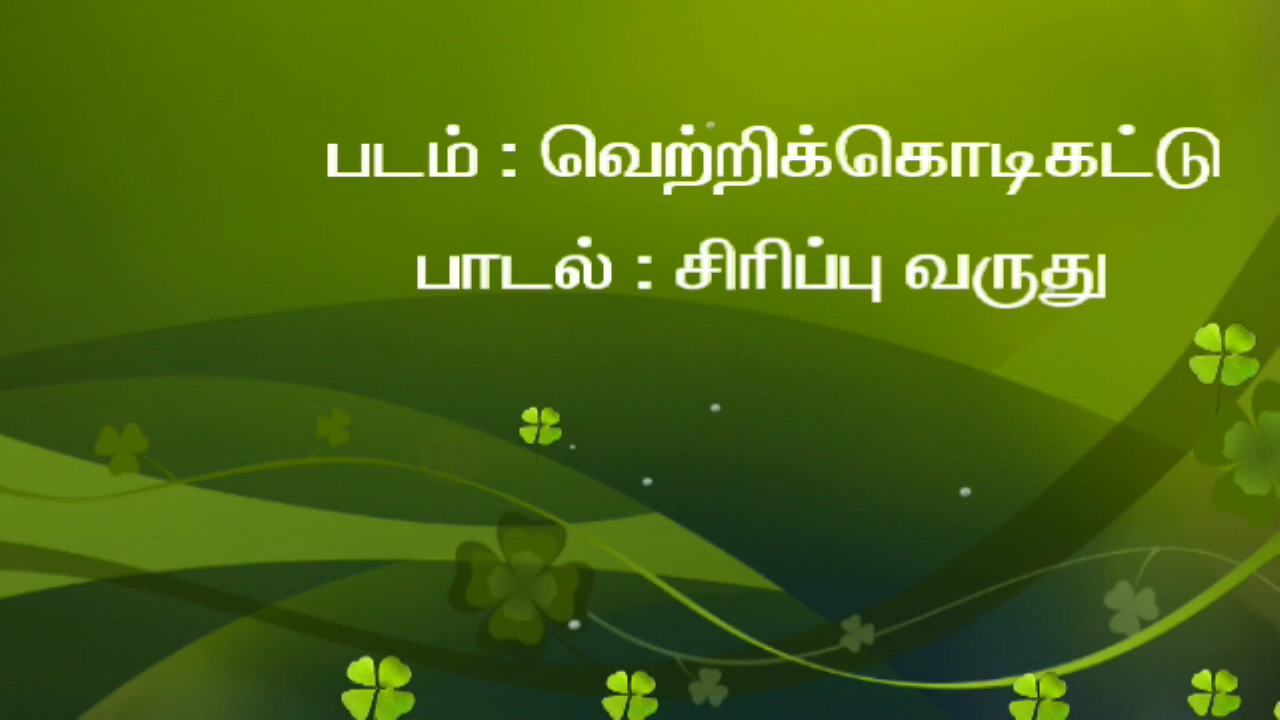 படம் : வெற்றிக்கொடிகட்டு
பாடல் : சிரிப்பு வருது